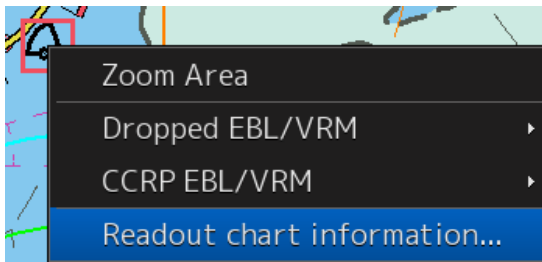 Zoom Area
Dropped EBL/VRM
CCRP EBL/VRM
Readout chart information...